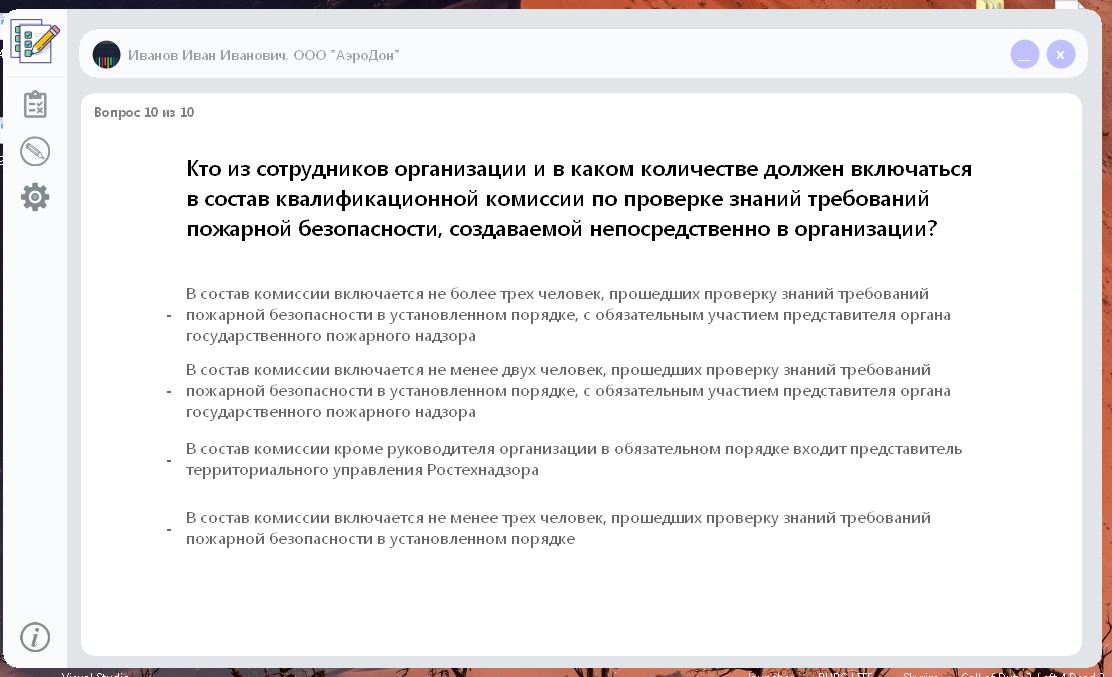 Иванов Иван Иванович, ООО "АэроДон"
_
x
Вопрос 10 из 10
Кто из сотрудников организации и в каком количестве должен включаться
в состав квалификационной комиссии по проверке знаний требований
пожарной безопасности, создаваемой непосредственно в организации?
В состав комиссии включается не более трех человек, прошедших проверку знаний требований
- пожарной безопасности в установленном порядке, с обязательным участием представителя органа
государственного пожарного надзора
В состав комиссии включается не менее двух человек, прошедших проверку знаний требований
- пожарной безопасности в установленном порядке, с обязательным участием представителя органа
государственного пожарного надзора
В состав комиссии кроме руководителя организации в обязательном порядке входит представитель
- территориального управления Ростехнадзора
В состав комиссии включается не менее трех человек, прошедших проверку знаний требований
- пожарной безопасности в установленном порядке
i